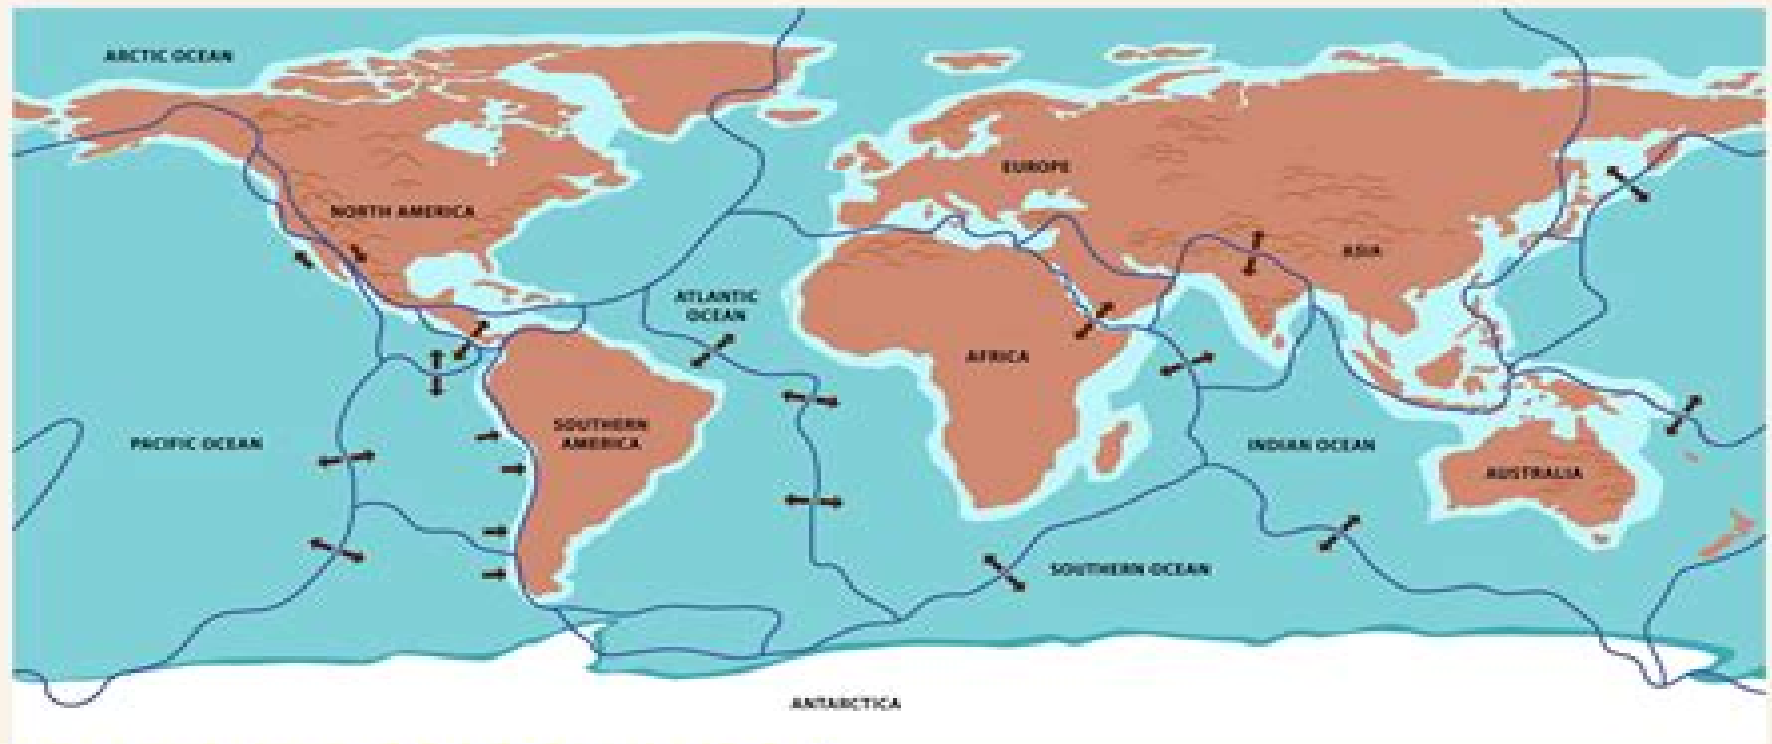 ARCTIC OCEAN
EUROPE
NORTH AMERICA
ASIA
ATLANTIC
OCEAN
AFRICA
SOUTHERN
AMERICA
PACIFIC OCEAN
INDIAN OCEAN
AUSTRALIA
SOUTHERN OCEAN
ANTARCTICA